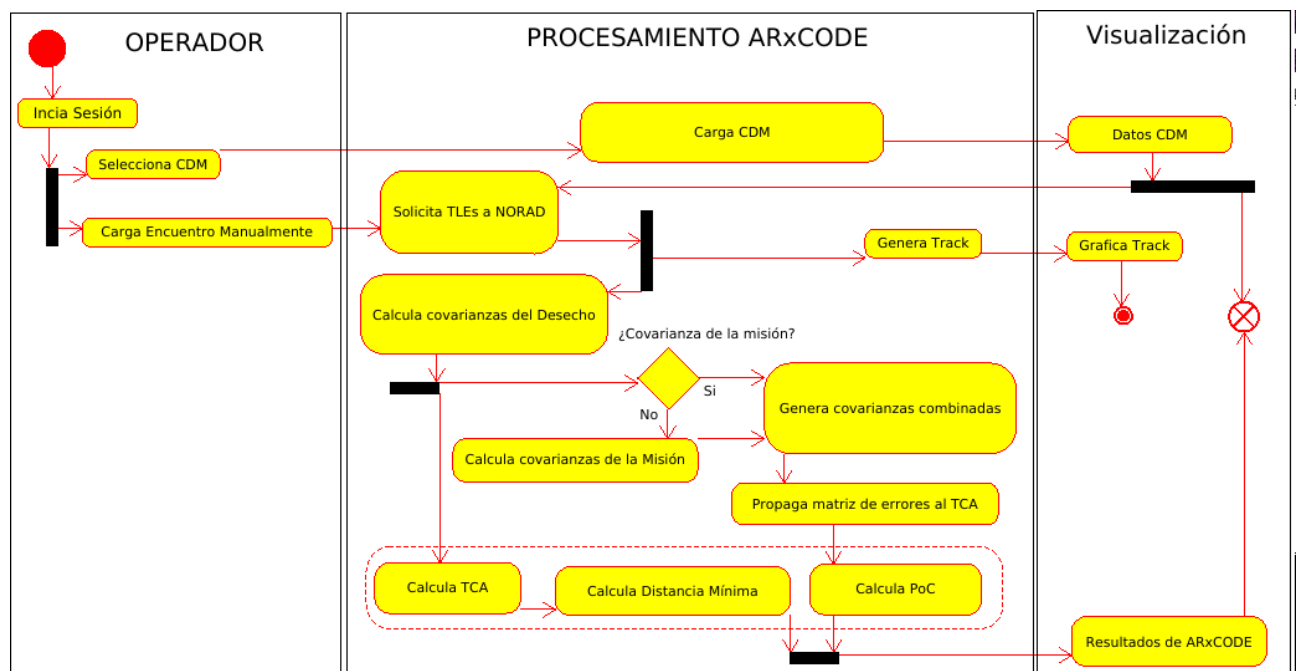 OPERADOR
PROCESAMIENTO ARxCODE
Visualización
Incia Sesión
Carga CDM
Datos CDM
Selecciona CDM
Solicita TLEs a NORAD
Carga Encuentro Manualmente
Genera Track
Grafica Track
Calcula covarianzas del Desecho
¿Covarianza de la misión?
Si
No
Genera covarianzas combinadas
Calcula covarianzas de la Misión
Propaga matriz de errores al TCA
Calcula TCA
Calcula Distancia Mínima
Calcula PoC
Resultados de ARxCODE